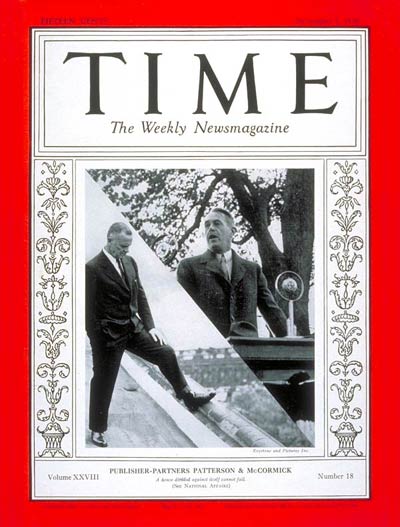 FIFTEEN CENTS
TIME
The Weekly Newsmagazine
Keystone and Pictures Inc.
Volume XXVIII
PUBLISHER-PARTNERS PATTERSON & McCORMICK
A house divided against itself cannot fall.
(See NATIONAL AFFAIRS)
Number 18